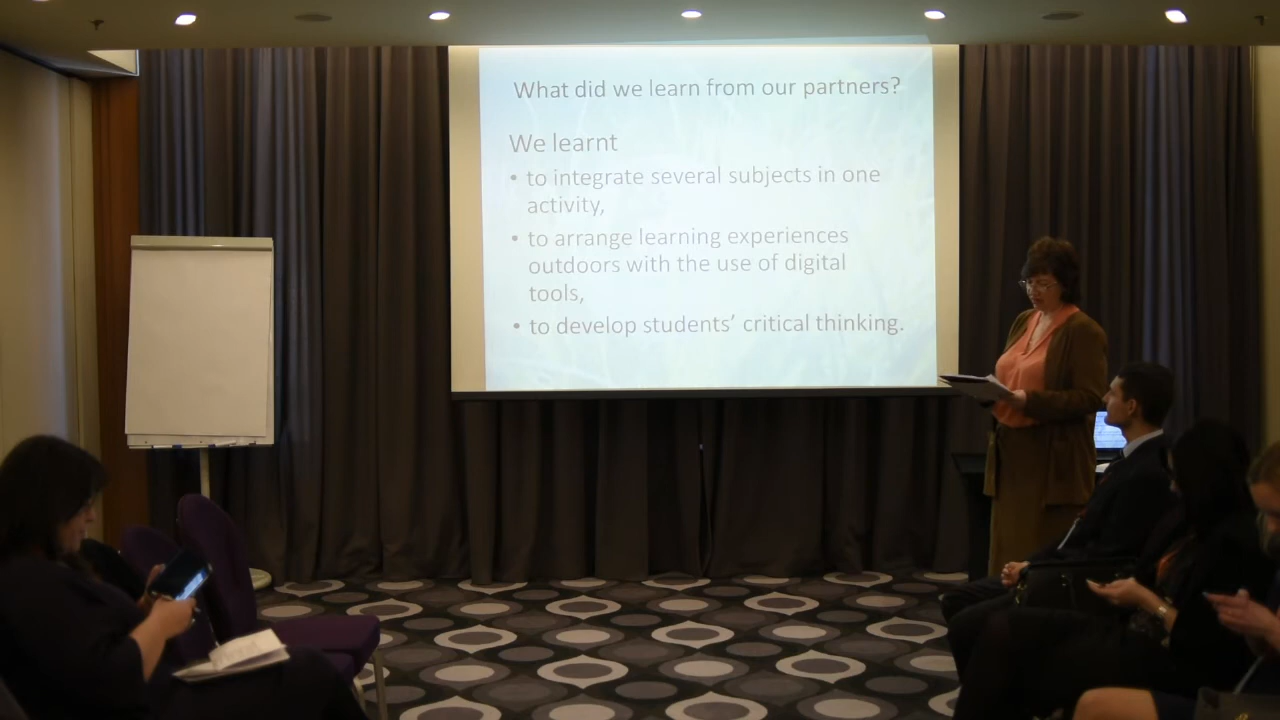 What did we learn from our partners?
We learnt
• to integrate several subjects in one
activity,
• to arrange learning experiences
outdoors with the use of digital
tools,
• to develop students’ critical thinking.